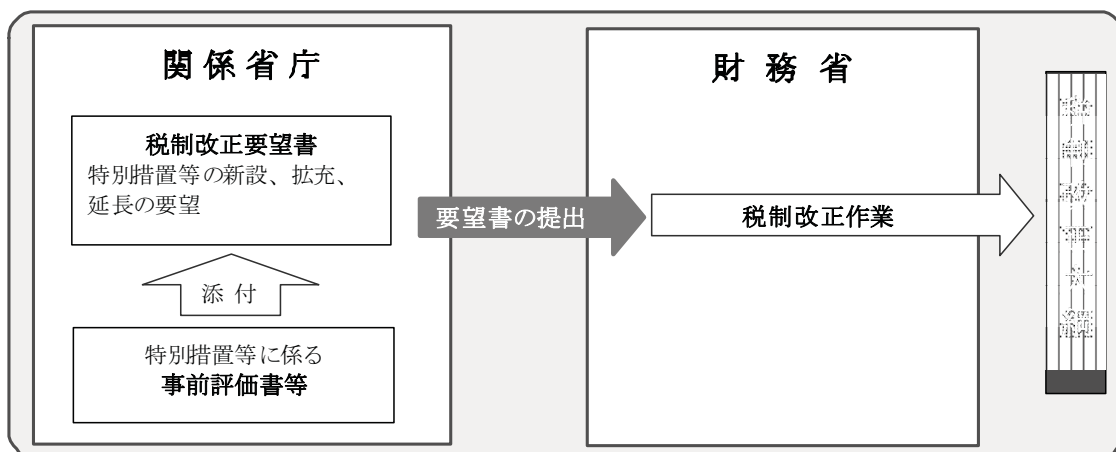 関係省庁
税制改正要望書
特別措置等の新設、拡充、
延長の要望
添付
特別措置等に係る
事前評価書等
要望書の提出
財務省
税制改正作業